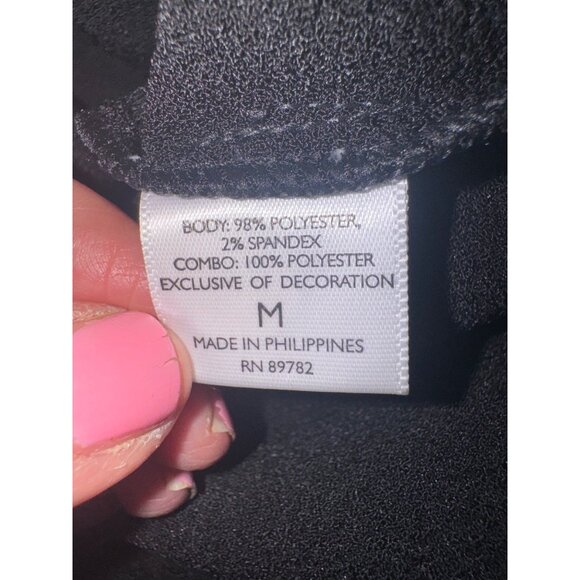 BODY: 98% POLYESTER,
2% SPANDEX
COMBO: 100% POLYESTER
EXCLUSIVE OF DECORATION
M
MADE IN PHILIPPINES
RN 89782